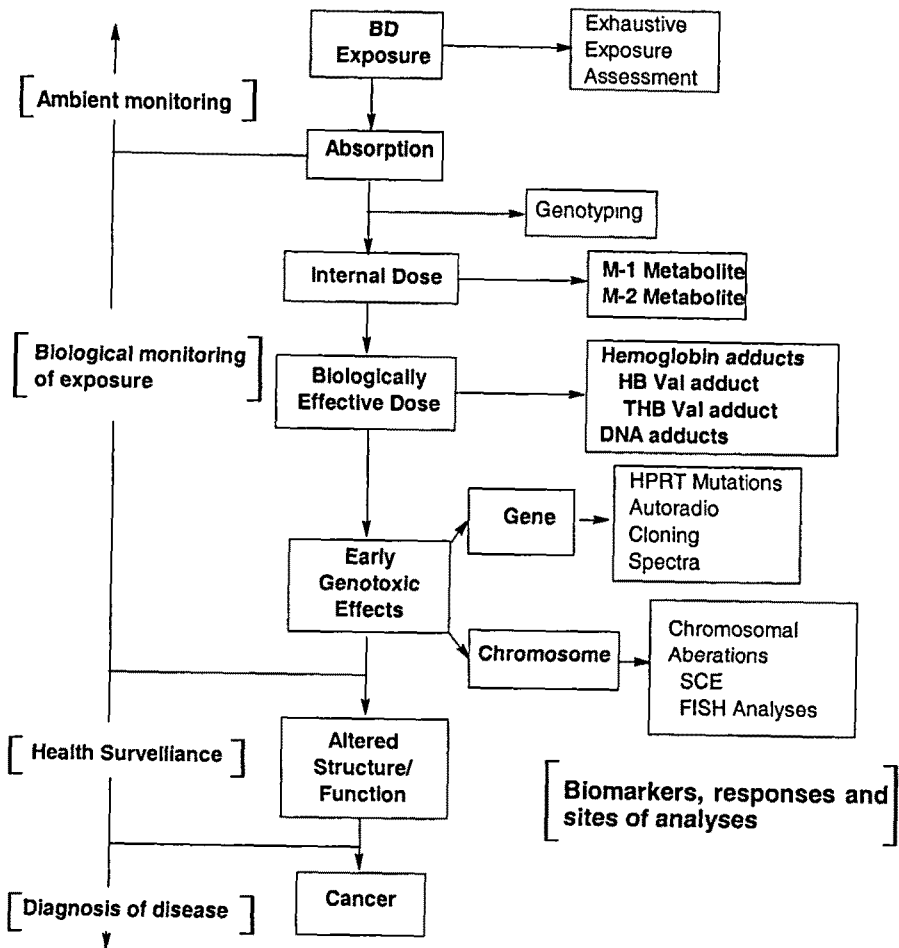 BD
Exposure
Exhaustive
Exposure
Assessment
[Ambient monitoring]
Absorption
Genotyping
Internal Dose
M-1 Metabolite
M-2 Metabolite
[Biological monitoring
of exposure]
Biologically
Effective Dose
Hemoglobin adducts
HB Val adduct
THB Val adduct
DNA adducts
Gene
HPRT Mutations
Autoradio
Cloning
Spectra
Early
Genotoxic
Effects
Chromosome
Chromosomal
Aberations
SCE
FISH Analyses
[Health Survelliance]
Altered
Structure/
Function
[Biomarkers, responses and
sites of analyses]
Cancer
[Diagnosis of disease]